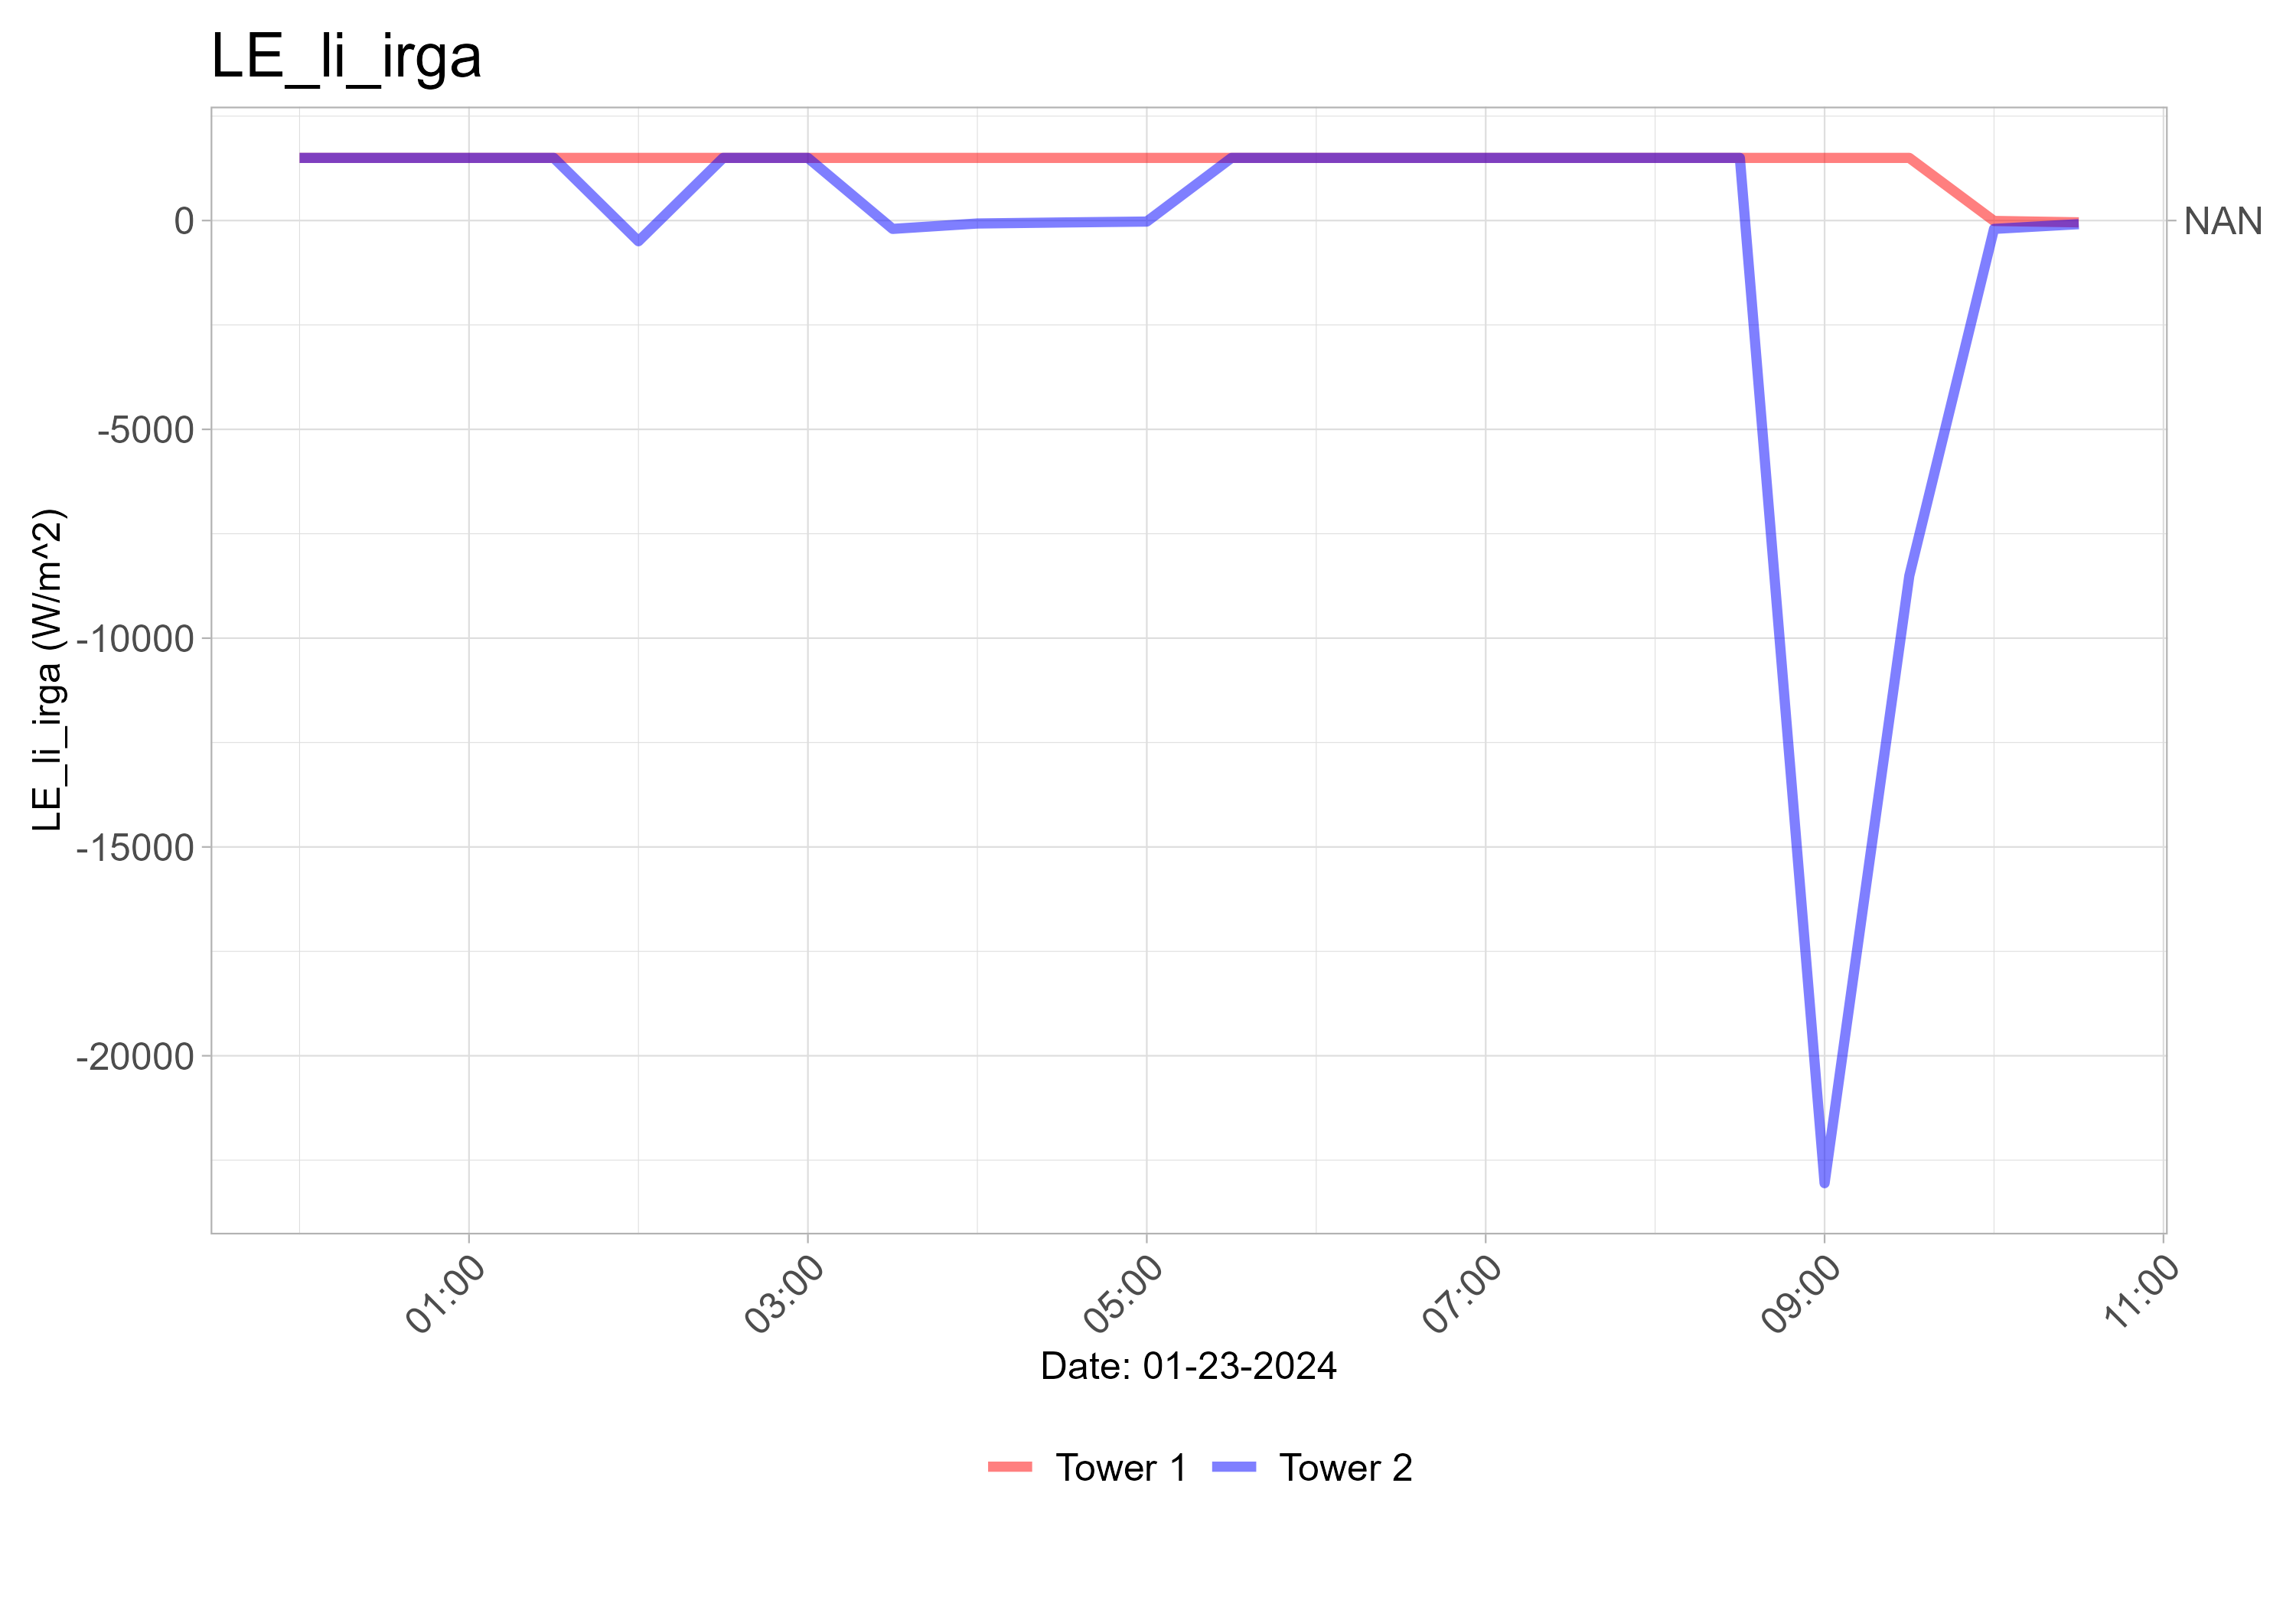 LE_li_irga
LE_li_irga (W/m^2)
0
-5000
-10000
-15000
-20000
NAN
01:00
03:00
05:00
07:00
09:00
11:00
Date: 01-23-2024
Tower 1
Tower 2